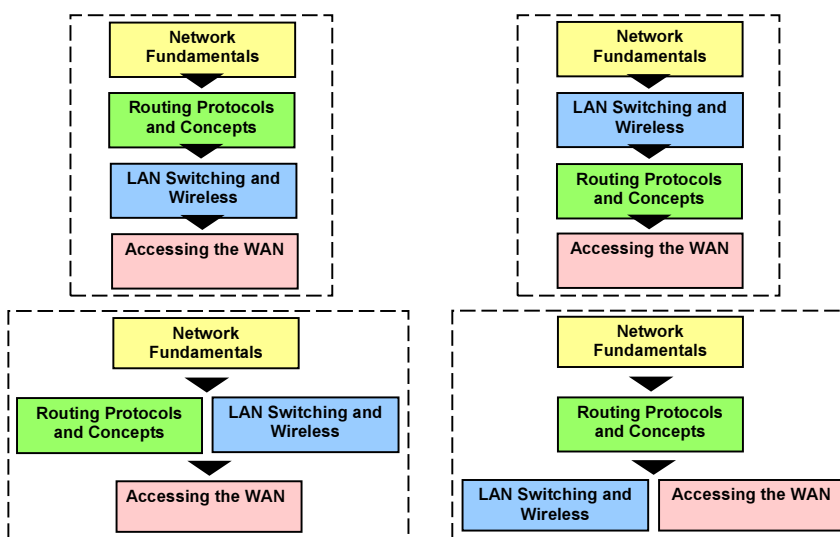 Network
Fundamentals
Routing Protocols
and Concepts
LAN Switching and
Wireless
Accessing the WAN
Network
Fundamentals
LAN Switching and
Wireless
Routing Protocols
and Concepts
Accessing the WAN
Network
Fundamentals
Routing Protocols
and Concepts
LAN Switching and
Wireless
Accessing the WAN
Network
Fundamentals
Routing Protocols
and Concepts
LAN Switching and
Wireless
Accessing the WAN